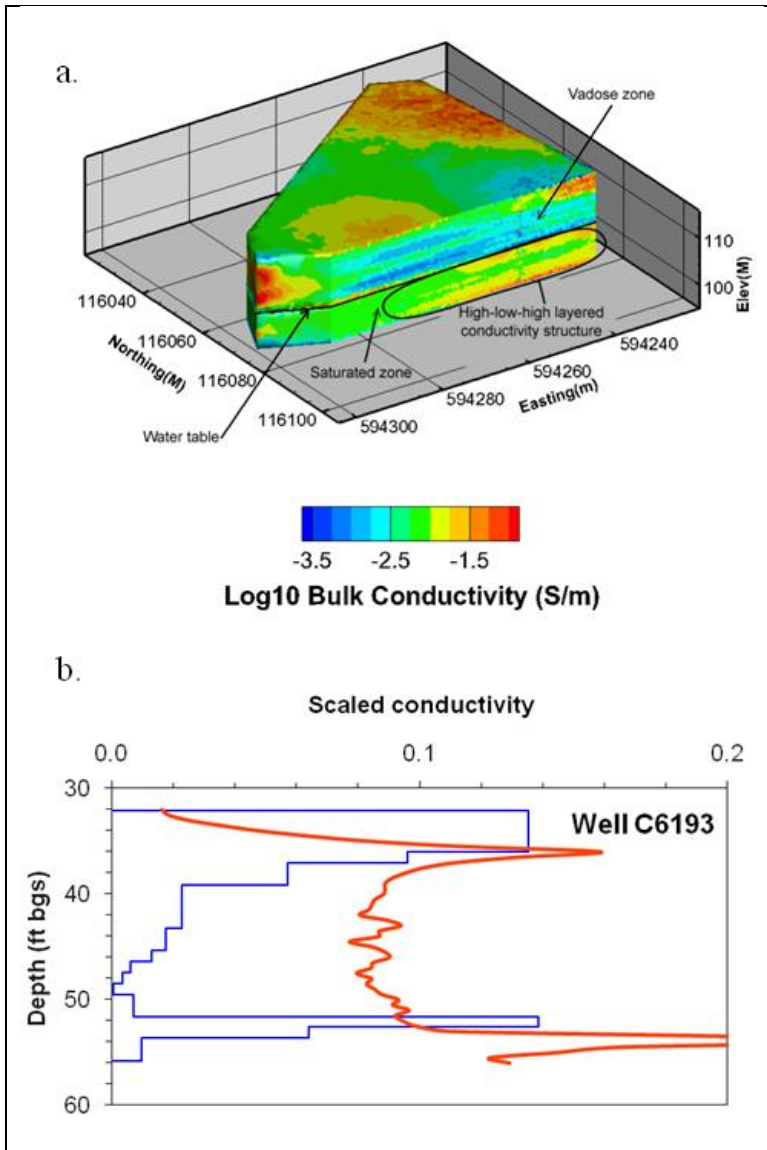 a.
Vadose zone
110
100
Elev(M)
116040
116060
116080
116100
Northing(M)
High-low-high layered
conductivity structure
594240
594260
594280
594300
Easting(m)
Saturated zone
Water table
-3.5 -2.5 -1.5
Log10 Bulk Conductivity (S/m)
b.
Scaled conductivity
0.0 0.1 0.2
30
Well C6193
40
50
60
Depth (ft bgs)